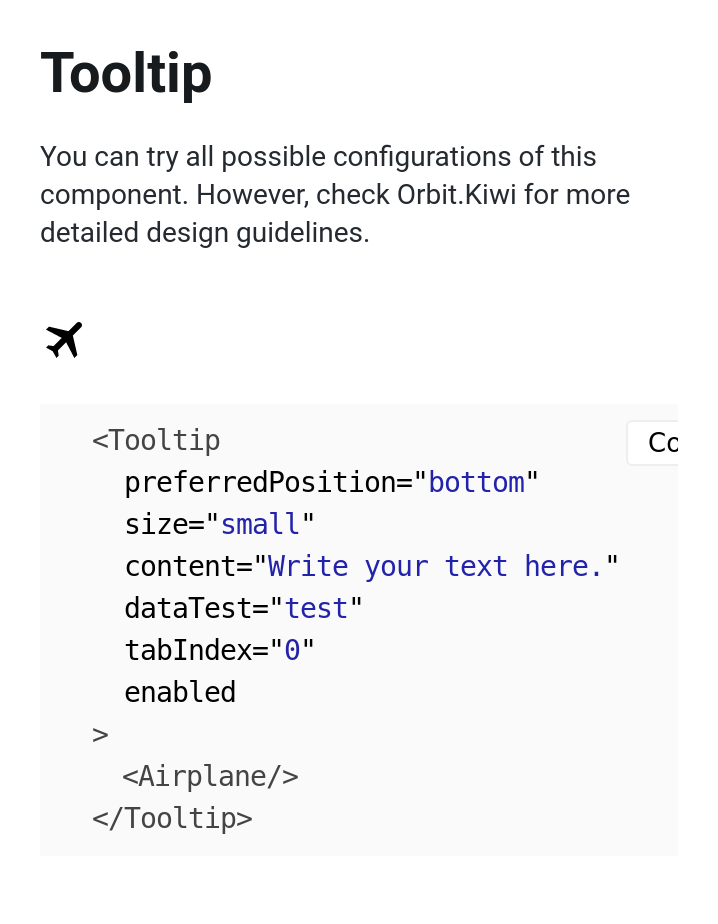 Tooltip
You can try all possible configurations of this
component. However, check Orbit.Kiwi for more
detailed design guidelines.
<Tooltip
Co
preferredPosition="bottom"
size="small"
content="Write your text here."
dataTest="test"
tabIndex="0"
enabled
>
<Airplane/>
</Tooltip>